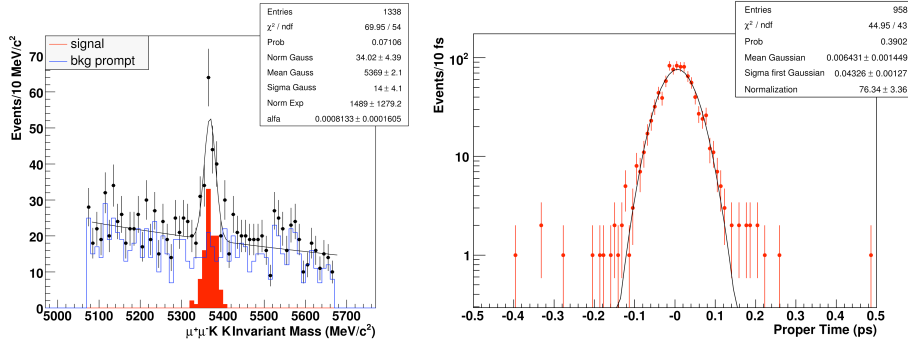 Entries 1338
χ² / ndf 69.95 / 54
Prob 0.07106
Norm Gauss 34.02 ± 4.39
Mean Gauss 5369 ± 2.1
Sigma Gauss 14 ± 4.1
Norm Exp 1489 ± 1279.2
alfa 0.0008133 ± 0.0001605
signal
bkg prompt
Events/10 MeV/c²
70
60
50
40
30
20
10
0
5000 5100 5200 5300 5400 5500 5600 5700
μ⁺μ⁻K K Invariant Mass (MeV/c²)
Entries 958
χ² / ndf 44.95 / 43
Prob 0.3902
Mean Gaussian 0.006431 ± 0.001449
Sigma first Gaussian 0.04326 ± 0.00127
Normalization 76.34 ± 3.36
Events/10 fs
10²
10
1
-0.5 -0.4 -0.3 -0.2 -0.1 -0 0.1 0.2 0.3 0.4 0.5
Proper Time (ps)